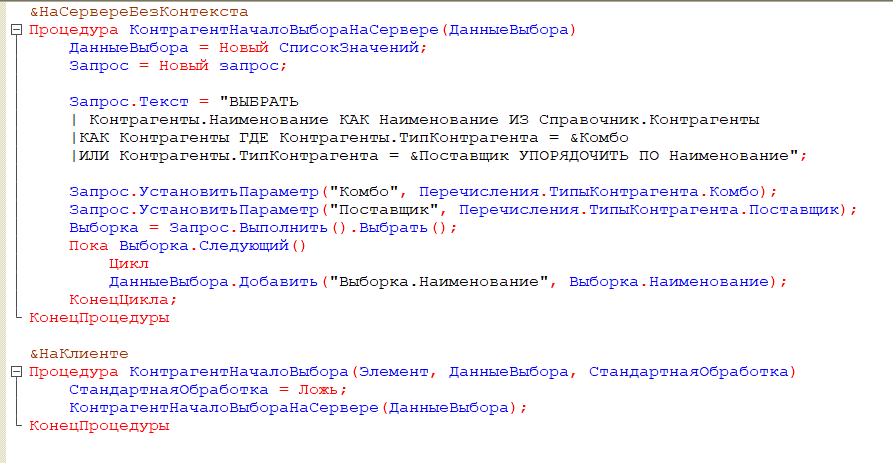 &НаСервереБезКонтекста
Процедура КонтрагентНачалоВыбораНаСервере(ДанныеВыбора)
ДанныеВыбора = Новый СписокЗначений;
Запрос = Новый запрос;
Запрос.Текст = "ВЫБРАТЬ
| Контрагенты.Наименование КАК Наименование ИЗ Справочник.Контрагенты
|КАК Контрагенты ГДЕ Контрагенты.ТипКонтрагента = &Комбо
|ИЛИ Контрагенты.ТипКонтрагента = &Поставщик УПОРЯДОЧИТЬ ПО Наименование";
Запрос.УстановитьПараметр("Комбо", Перечисления.ТипыКонтрагента.Комбо);
Запрос.УстановитьПараметр("Поставщик", Перечисления.ТипыКонтрагента.Поставщик);
Выборка = Запрос.Выполнить().Выбрать();
Пока Выборка.Следующий()
Цикл
ДанныеВыбора.Добавить("Выборка.Наименование", Выборка.Наименование);
КонецЦикла;
КонецПроцедуры
&НаКлиенте
Процедура КонтрагентНачалоВыбора(Элемент, ДанныеВыбора, СтандартнаяОбработка)
СтандартнаяОбработка = Ложь;
КонтрагентНачалоВыбораНаСервере(ДанныеВыбора);
КонецПроцедуры